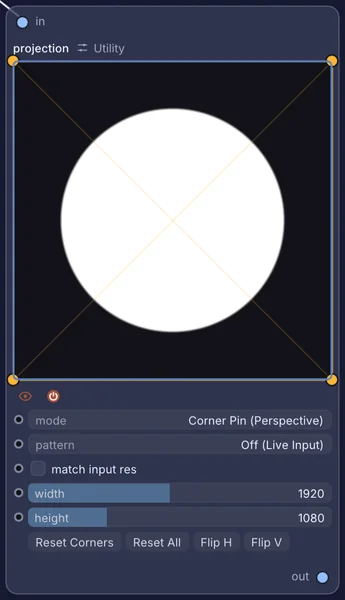 in
projection Utility
mode Corner Pin (Perspective)
pattern Off (Live Input)
match input res
width 1920
height 1080
Reset Corners Reset All Flip H Flip V
out